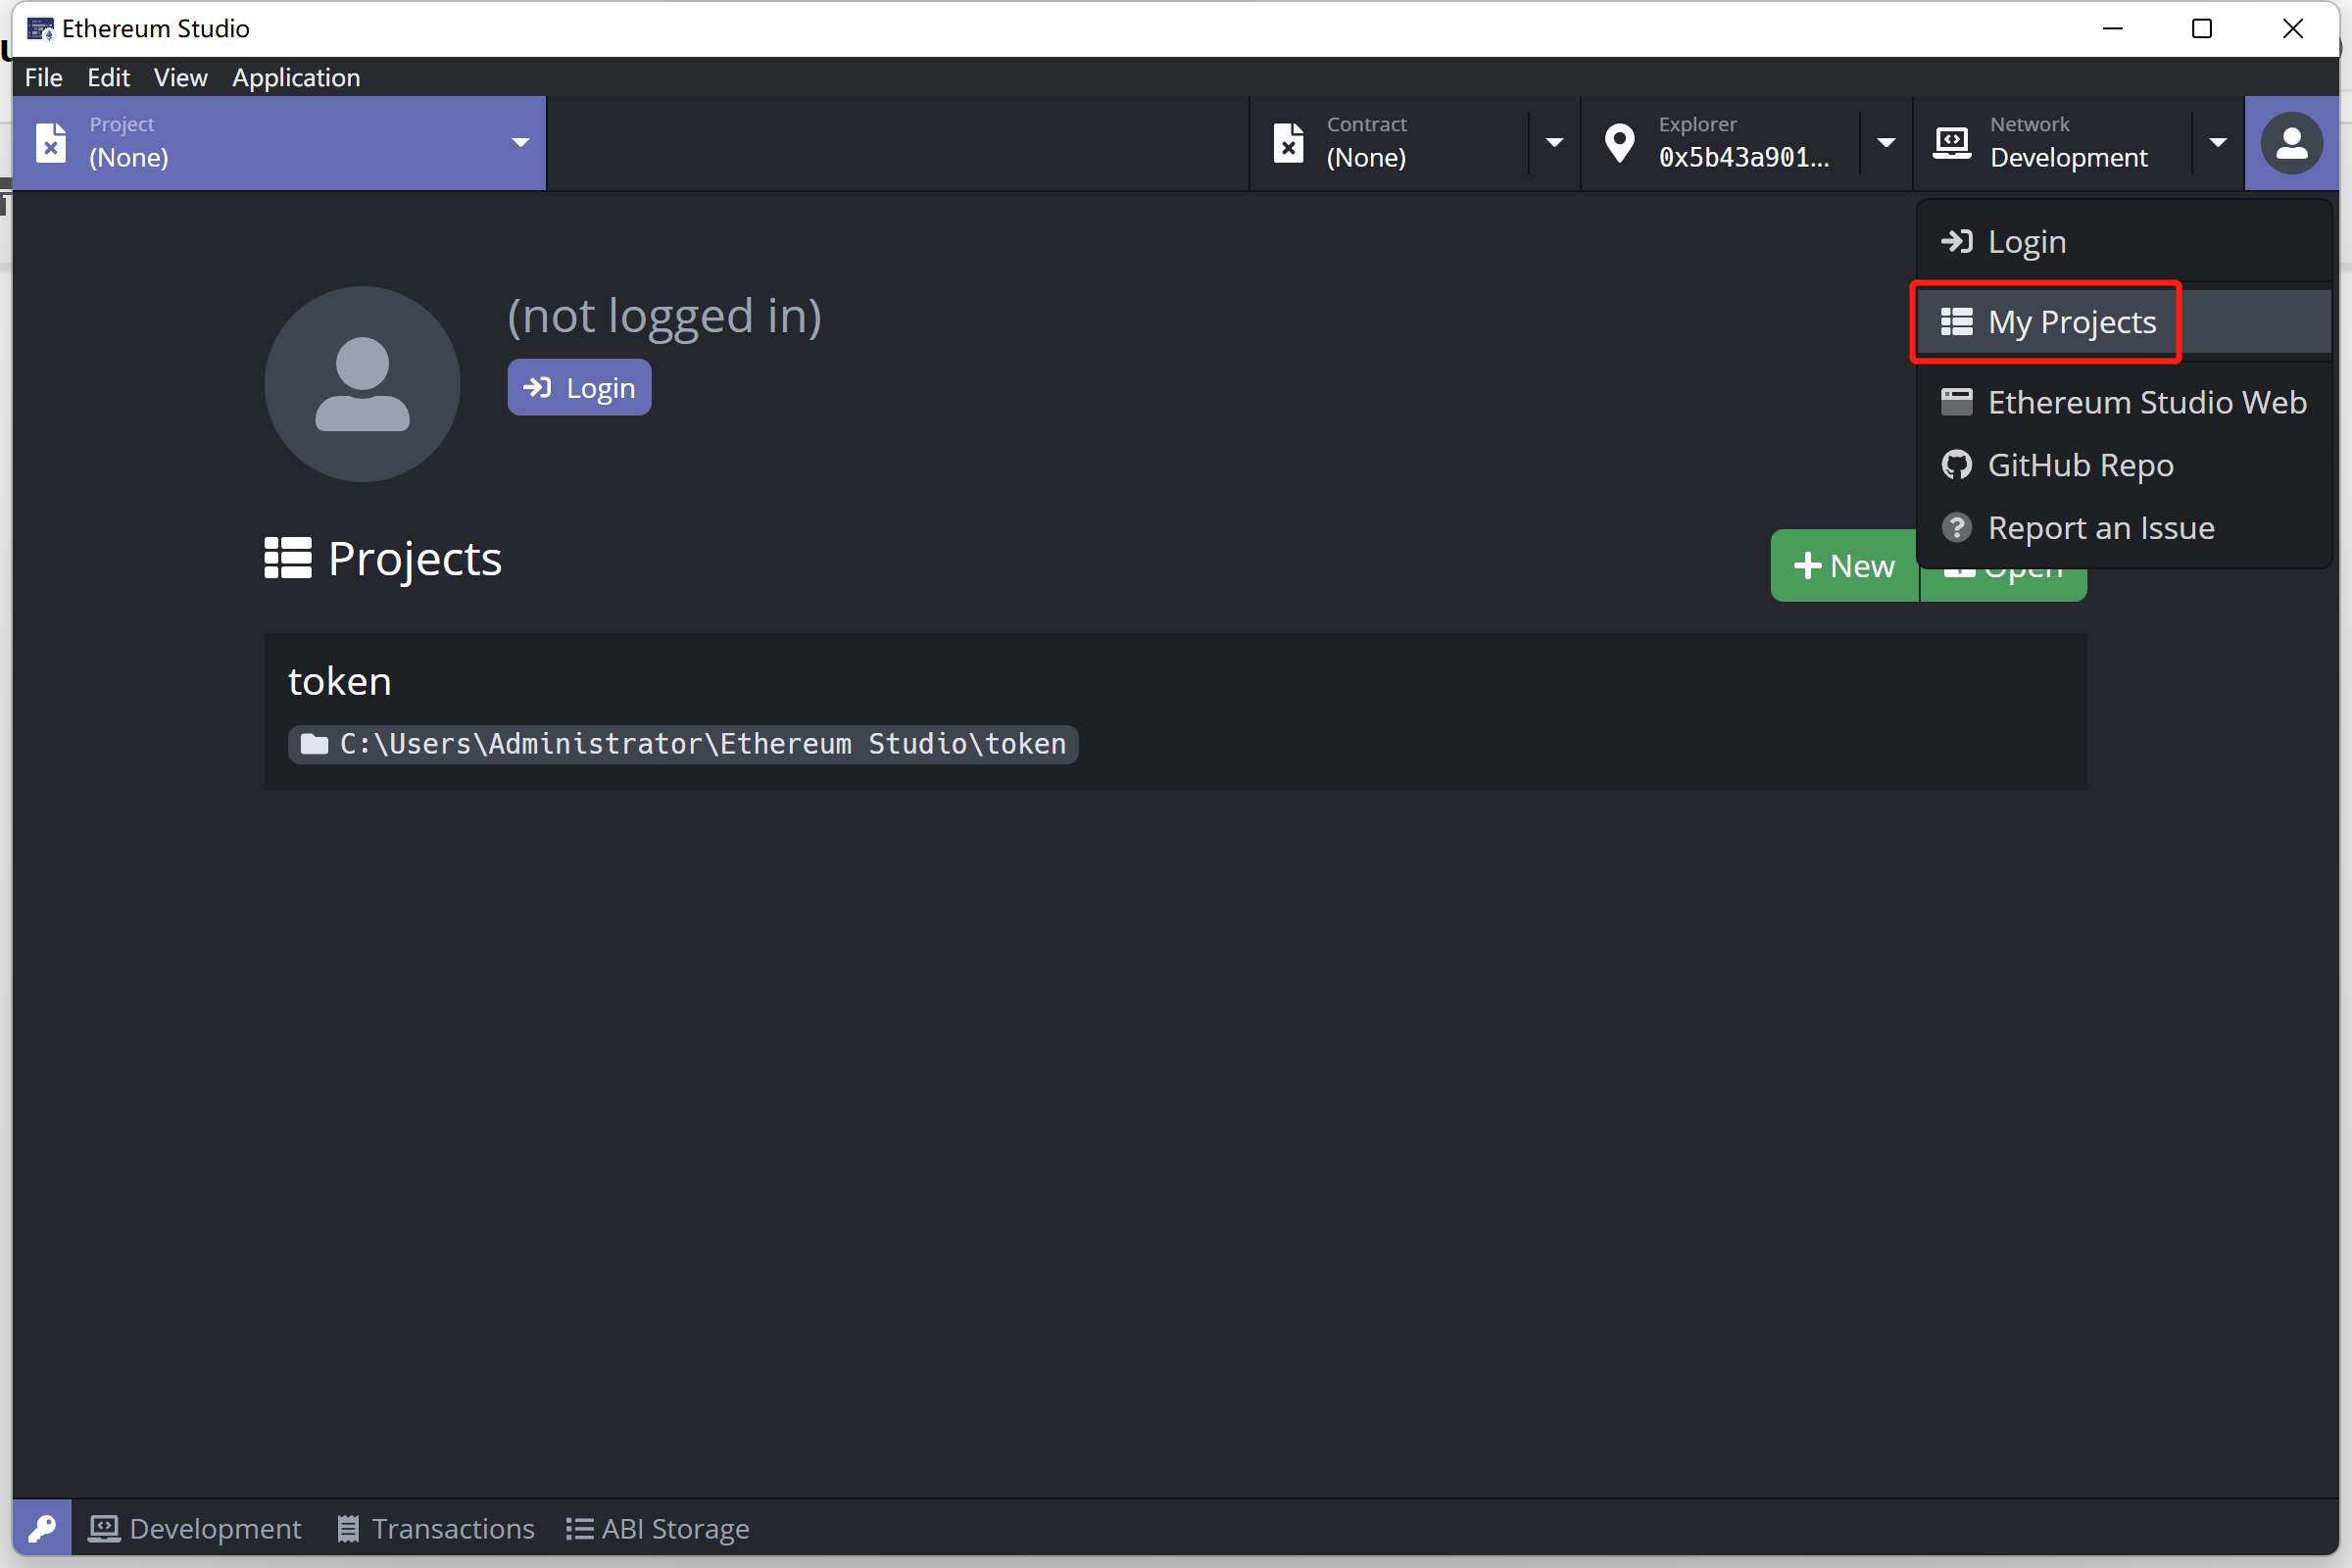 Ethereum Studio
File Edit View Application
Project
(None)
Contract
(None)
Explorer
0x5b43a901...
Network
Development
Login
My Projects
Ethereum Studio Web
GitHub Repo
Report an Issue
(not logged in)
Login
Projects
New
Open
token
C:\Users\Administrator\Ethereum Studio\token
Development Transactions ABI Storage